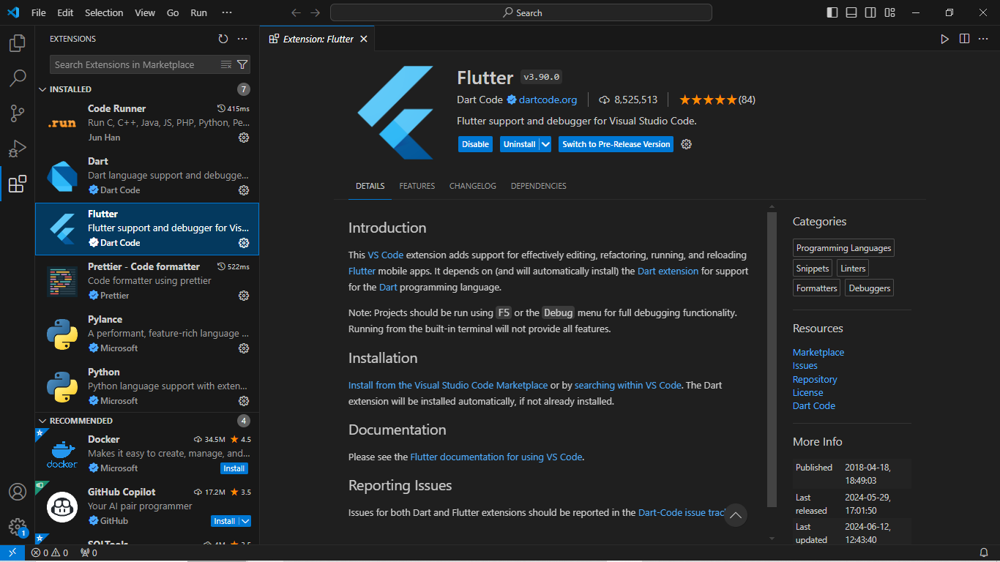 File Edit Selection View Go Run ···
Search
EXTENSIONS
Search Extensions in Marketplace
INSTALLED 7
Code Runner 415ms
Run C, C++, Java, JS, PHP, Python, Pe...
Jun Han
.run
Dart
Dart language support and debugge...
Dart Code
Flutter
Flutter support and debugger for Vis...
Dart Code
Prettier - Code formatter 522ms
Code formatter using prettier
Prettier
Pylance
A performant, feature-rich language ...
Microsoft
Python
Python language support with exten...
Microsoft
RECOMMENDED 4
Docker 34.5M 4.5
Makes it easy to create, manage, and...
Microsoft Install
docker
GitHub Copilot 17.2M 3.5
Your AI pair programmer
GitHub Install
SQLTools 4M 3.5
1
0 0 0
Extension: Flutter
Flutter v3.90.0
Dart Code dartcode.org 8,525,513 (84)
Flutter support and debugger for Visual Studio Code.
Disable Uninstall Switch to Pre-Release Version
DETAILS FEATURES CHANGELOG DEPENDENCIES
Introduction
This VS Code extension adds support for effectively editing, refactoring, running, and reloading
Flutter mobile apps. It depends on (and will automatically install) the Dart extension for support
for the Dart programming language.
Note: Projects should be run using F5 or the Debug menu for full debugging functionality.
Running from the built-in terminal will not provide all features.
Installation
Install from the Visual Studio Code Marketplace or by searching within VS Code. The Dart
extension will be installed automatically, if not already installed.
Documentation
Please see the Flutter documentation for using VS Code.
Reporting Issues
Issues for both Dart and Flutter extensions should be reported in the Dart-Code issue trac
Categories
Programming Languages
Snippets Linters
Formatters Debuggers
Resources
Marketplace
Issues
Repository
License
Dart Code
More Info
Published 2018-04-18,
18:49:03
Last 2024-05-29,
released 17:01:50
Last 2024-06-12,
updated 12:43:40